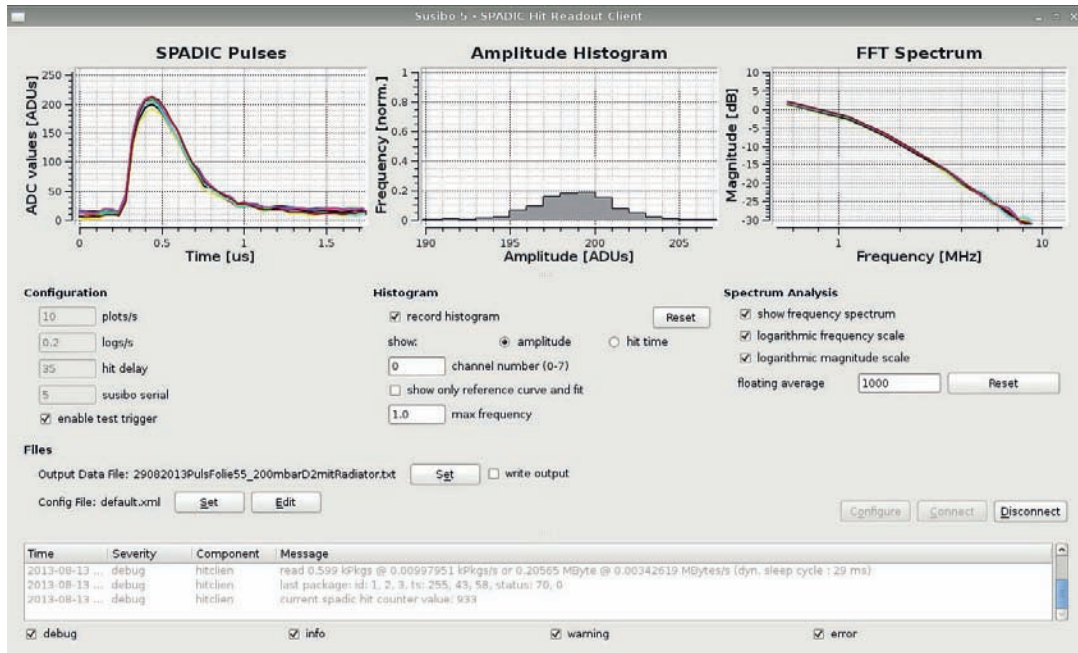 Susibo 5 - SPADIC Hit Readout Client
SPADIC Pulses
ADC values [ADUs]
250
200
150
100
50
0
0 0.5 1 1.5
Time [us]
Amplitude Histogram
Frequency [norm.]
1
0.8
0.6
0.4
0.2
0
190 195 200 205
Amplitude [ADUs]
FFT Spectrum
Magnitude [dB]
10
5
0
-5
-10
-15
-20
-25
-30
1 10
Frequency [MHz]
Configuration
10 plots/s
0.2 logs/s
35 hit delay
5 susibo serial
enable test trigger
Histogram
record histogram Reset
show: amplitude hit time
0 channel number (0-7)
show only reference curve and fit
1.0 max frequency
Spectrum Analysis
show frequency spectrum
logarithmic frequency scale
logarithmic magnitude scale
floating average 1000 Reset
Files
Output Data File: 29082013PulsFolie55_200mbarD2mitRadiator.txt Set write output
Config File: default.xml Set Edit
Configure Connect Disconnect
Time Severity Component Message
2013-08-13 ... debug hitclien read 0.599 kPkgs @ 0.00997951 kPkgs/s or 0.20565 MByte @ 0.00342619 MBytes/s (dyn. sleep cycle : 29 ms)
2013-08-13 ... debug hitclien last package: id: 1, 2, 3, ts: 255, 43, 58, status: 70, 0
2013-08-13 ... debug hitclien current spadic hit counter value: 933
debug info warning error